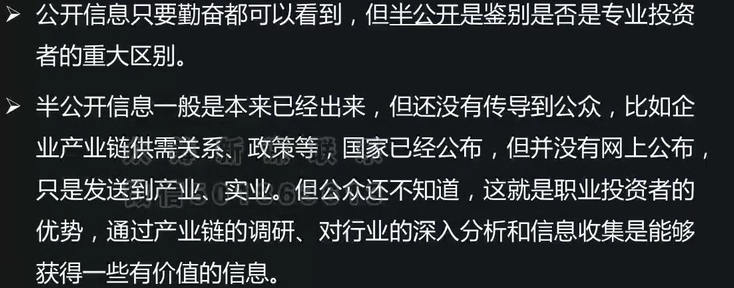 ➢ 公开信息只要勤奋都可以看到，但半公开是鉴别是否是专业投资
者的重大区别。
➢ 半公开信息一般是本来已经出来，但还没有传导到公众，比如企
业产业链供需关系、政策等，国家已经公布，但并没有网上公布，
只是发送到产业、实业。但公众还不知道，这就是职业投资者的
优势，通过产业链的调研、对行业的深入分析和信息收集是能够
获得一些有价值的信息。